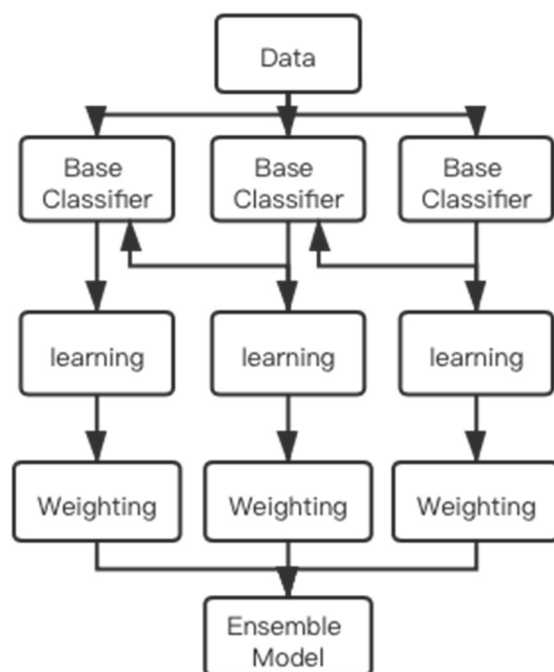 Data
Base
Classifier
Base
Classifier
Base
Classifier
learning
learning
learning
Weighting
Weighting
Weighting
Ensemble
Model